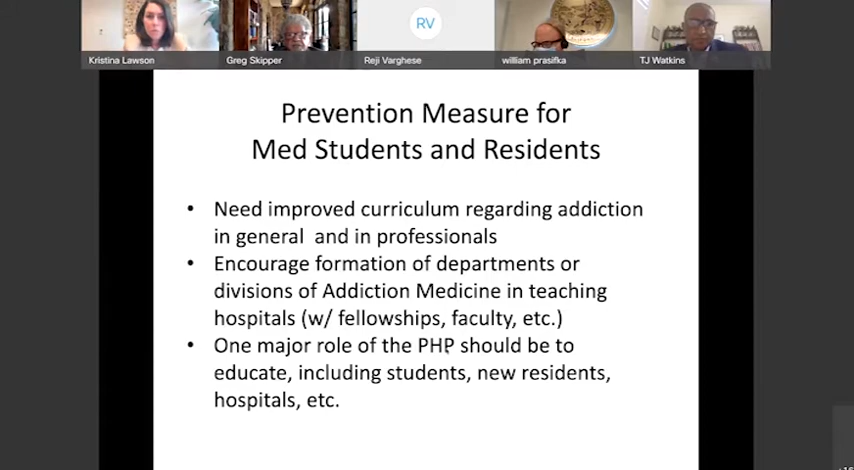 RV
Kristina Lawson
Greg Skipper
Reji Varghese
william prasifka
TJ Watkins
Prevention Measure for
Med Students and Residents
• Need improved curriculum regarding addiction
in general and in professionals
• Encourage formation of departments or
divisions of Addiction Medicine in teaching
hospitals (w/ fellowships, faculty, etc.)
• One major role of the PHP should be to
educate, including students, new residents,
hospitals, etc.